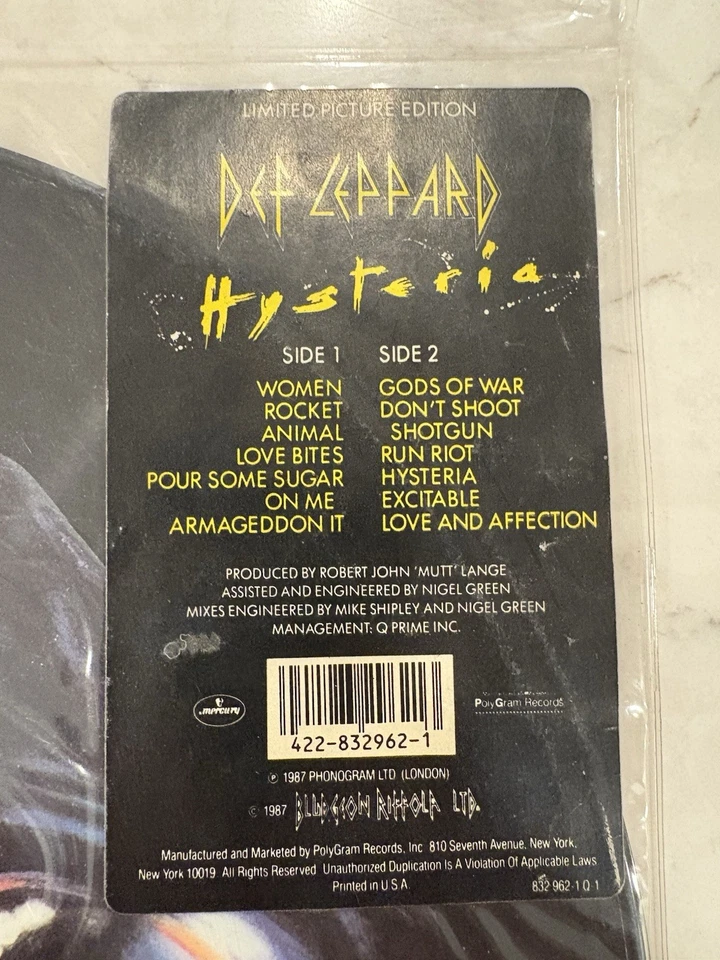 LIMITED PICTURE EDITION
DEF LEPPARD
Hysteria
SIDE 1
WOMEN
ROCKET
ANIMAL
LOVE BITES
POUR SOME SUGAR
ON ME
ARMAGEDDON IT
SIDE 2
GODS OF WAR
DON'T SHOOT
SHOTGUN
RUN RIOT
HYSTERIA
EXCITABLE
LOVE AND AFFECTION
PRODUCED BY ROBERT JOHN 'MUTT' LANGE
ASSISTED AND ENGINEERED BY NIGEL GREEN
MIXES ENGINEERED BY MIKE SHIPLEY AND NIGEL GREEN
MANAGEMENT: Q PRIME INC.
mercury
422-832962-1
PolyGram Records
℗ 1987 PHONOGRAM LTD (LONDON)
© 1987 BLUDGEON RIFFOLA LTD.
Manufactured and Marketed by PolyGram Records, Inc 810 Seventh Avenue, New York,
New York 10019 All Rights Reserved Unauthorized Duplication Is A Violation Of Applicable Laws
Printed in U S A
832 962-1 Q 1